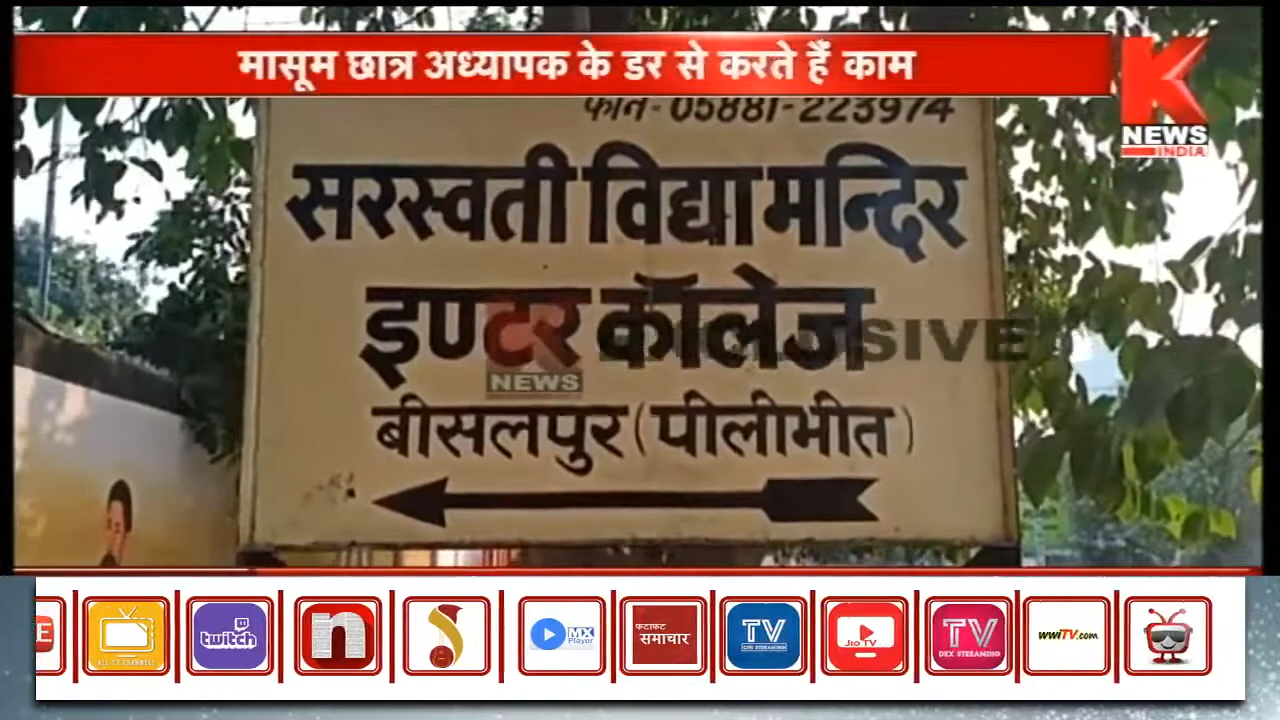 मासूम छात्र अध्यापक के डर से करते हैं काम
K
NEWS
INDIA
फोन - 05881-223974
सरस्वती विद्या मन्दिर
इण्टर कॉलेज
NEWS
बीसलपुर (पीलीभीत)
ALL TV CHANNELS
twitch
n
MX
Player
फटाफट
समाचार
TV
Jio TV
TV
DEX STREAMING
wwiTV.com